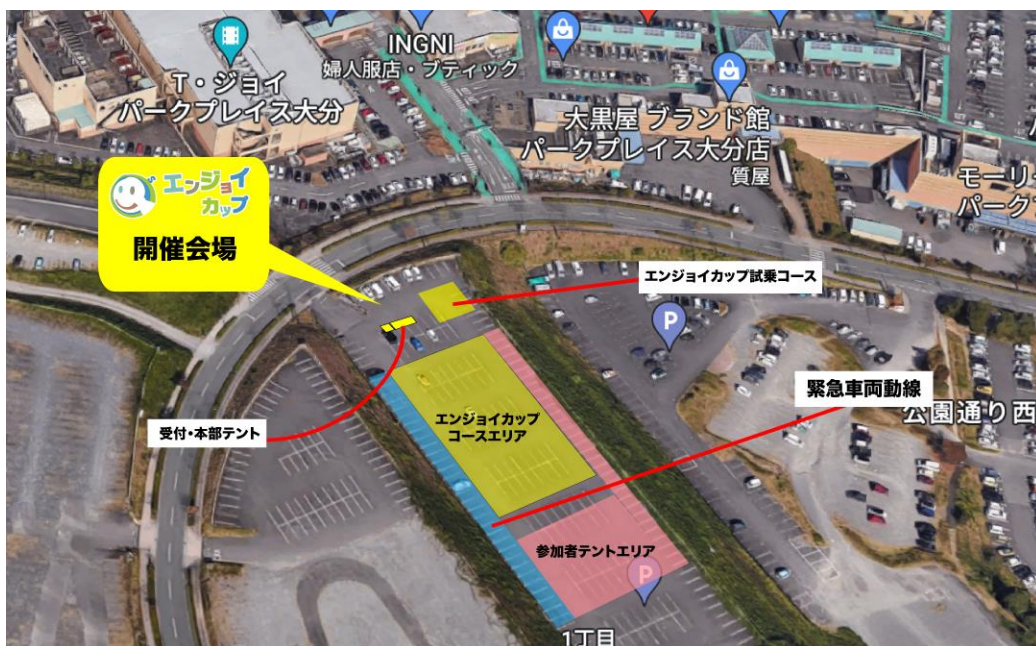 INGNI
婦人服店・ブティック
T・ジョイ
パークプレイス大分
大黒屋 ブランド館
パークプレイス大分店
質屋
モーリー
パークプ
エンジョイ
カップ
開催会場
エンジョイカップ試乗コース
P
緊急車両動線
公園通り西
受付・本部テント
エンジョイカップ
コースエリア
参加者テントエリア
P
1丁目